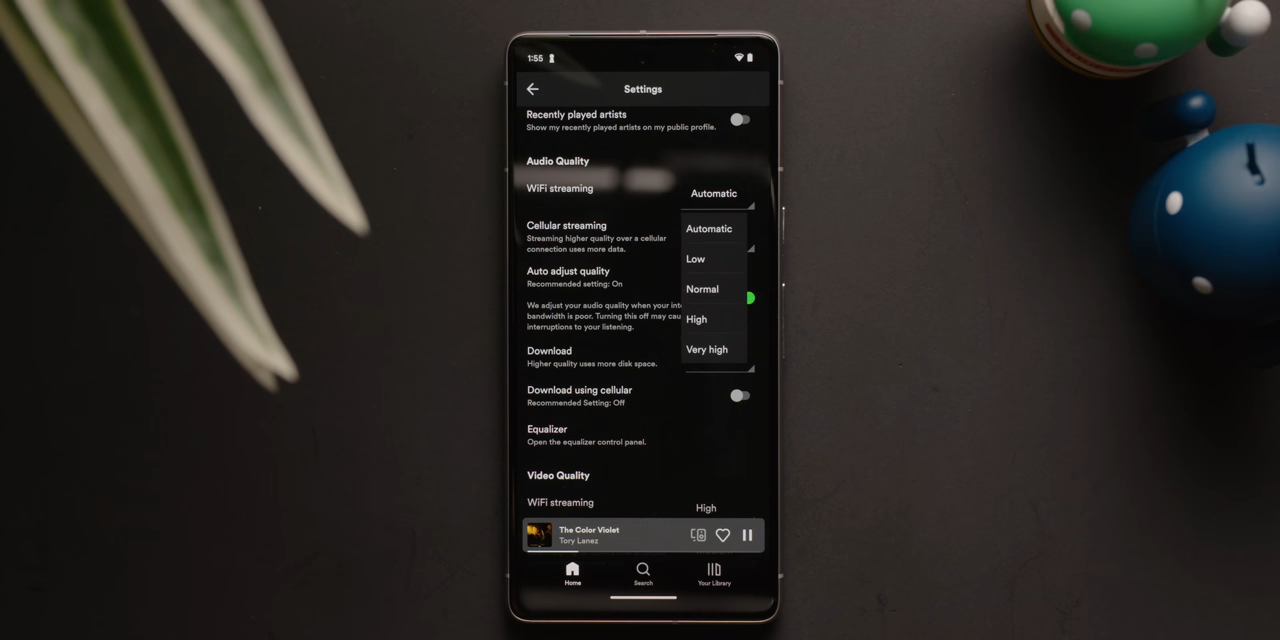 1:55
Settings
Recently played artists
Show my recently played artists on my public profile.
Audio Quality
WiFi streaming
Automatic
Cellular streaming
Streaming higher quality over a cellular
connection uses more data.
Automatic
Low
Normal
High
Very high
Auto adjust quality
Recommended setting: On
We adjust your audio quality when your
bandwidth is poor. Turning this off may
interruptions to your listening.
Download
Higher quality uses more disk space.
Download using cellular
Recommended Setting: Off
Equalizer
Open the equalizer control panel.
Video Quality
WiFi streaming
High
The Color Violet
Tory Lanez
Home
Search
Your Library